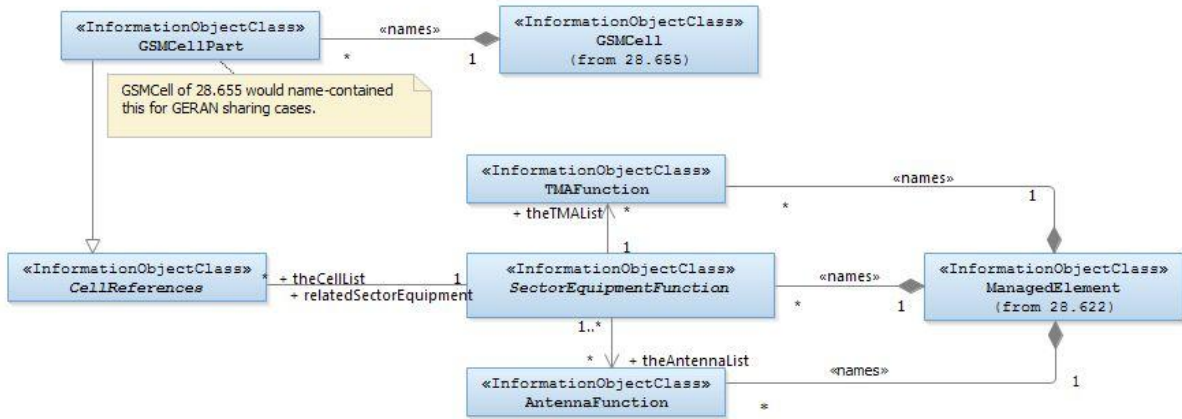 «InformationObjectClass»
GSMCellPart
«names»
*
1
«InformationObjectClass»
GSMCell
(from 28.655)
GSMCell of 28.655 would name-contained
this for GERAN sharing cases.
«InformationObjectClass»
TMAFunction
«names»
*
1
+ theTMAList
*
1
«InformationObjectClass»
CellReferences
*
+ theCellList
+ relatedSectorEquipment
1
«InformationObjectClass»
SectorEquipmentFunction
«names»
*
1
«InformationObjectClass»
ManagedElement
(from 28.622)
1..*
*
+ theAntennaList
«InformationObjectClass»
AntennaFunction
«names»
*
1